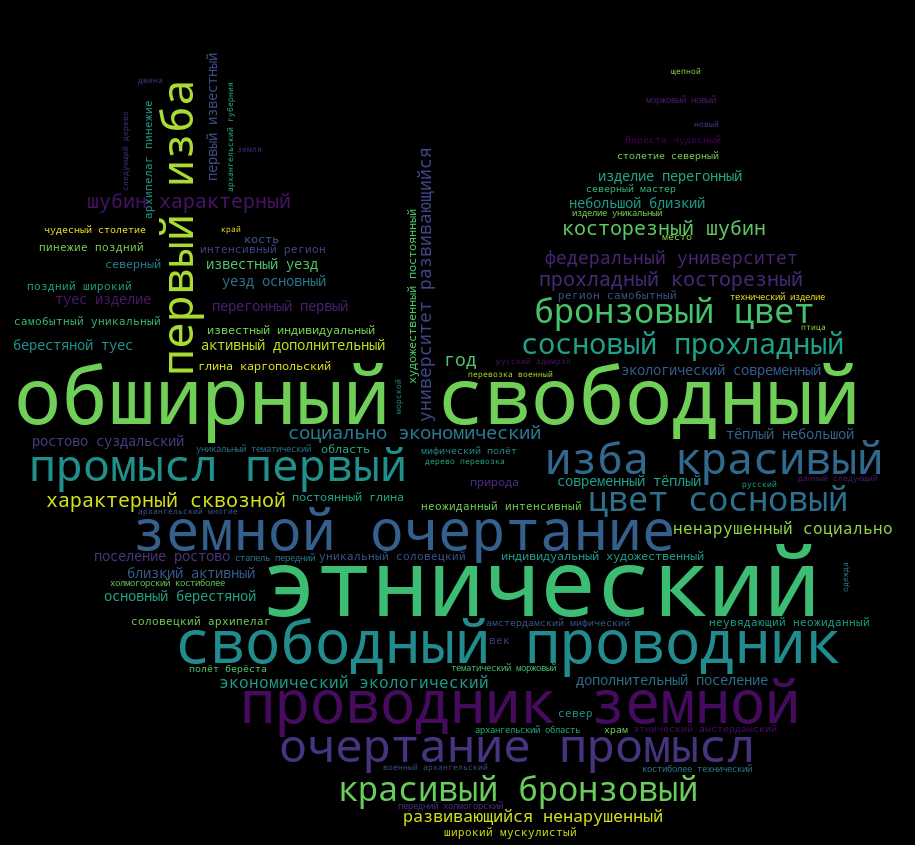 щепной
двина
моржовый новый
новый
первый известный
архангельский губерния
следующий дерево
архипелаг пинежие
первый изба
земля
берёста чудесный
столетие северный
изделие перегонный
северный мастер
шубин характерный
небольшой близкий
изделие уникальный
чудесный столетие
край
косторезный шубин
место
кость
пинежие поздний
интенсивный регион
университет развивающийся
художественный постоянный
федеральный университет
северный
известный уезд
прохладный косторезный
уезд основный
поздний широкий
туес изделие
регион самобытный
технический изделие
перегонный первый
бронзовый цвет
самобытный уникальный
известный индивидуальный
птица
берестяной туес
активный дополнительный
сосновый прохладный
год
русский адмирал
глина каргопольский
перевозка военный
экологический современный
обширный
свободный
морской
социально экономический
тёплый небольшой
ростово суздальский
уникальный тематический
область
мифический полёт
дерево перевозка
промысл первый
изба красивый
природа
современный тёплый
данный следующий
русский
характерный сквозной
постоянный глина
цвет сосновый
неожиданный интенсивный
архангельский многие
земной очертание
ненарушенный социально
поселение ростово
стапель передний
уникальный соловецкий
индивидуальный художественный
близкий активный
холмогорский костиболее
этнический
одежда
основный берестяной
соловецкий архипелаг
амстердамский мифический
неувядающий неожиданный
свободный проводник
век
полёт берёста
тематический моржовый
экономический экологический
дополнительный поселение
проводник земной
север
архангельский область
храм
этнический амстердамский
очертание промысл
военный архангельский
костиболее технический
красивый бронзовый
передний холмогорский
развивающийся ненарушенный
широкий мускулистый